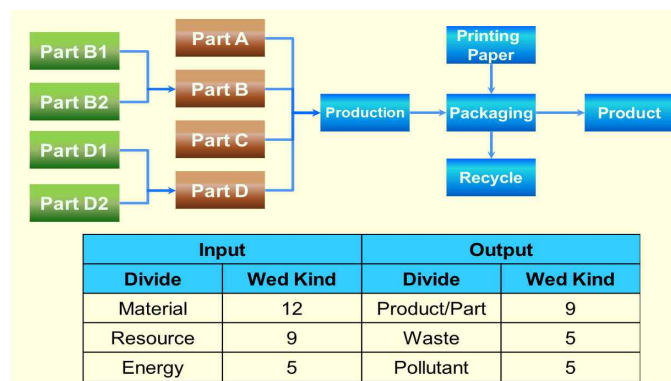 Part B1
Part B2
Part D1
Part D2
Part A
Part B
Part C
Part D
Production
Printing
Paper
Packaging
Recycle
Product
Input Output
Divide Wed Kind Divide Wed Kind
Material 12 Product/Part 9
Resource 9 Waste 5
Energy 5 Pollutant 5